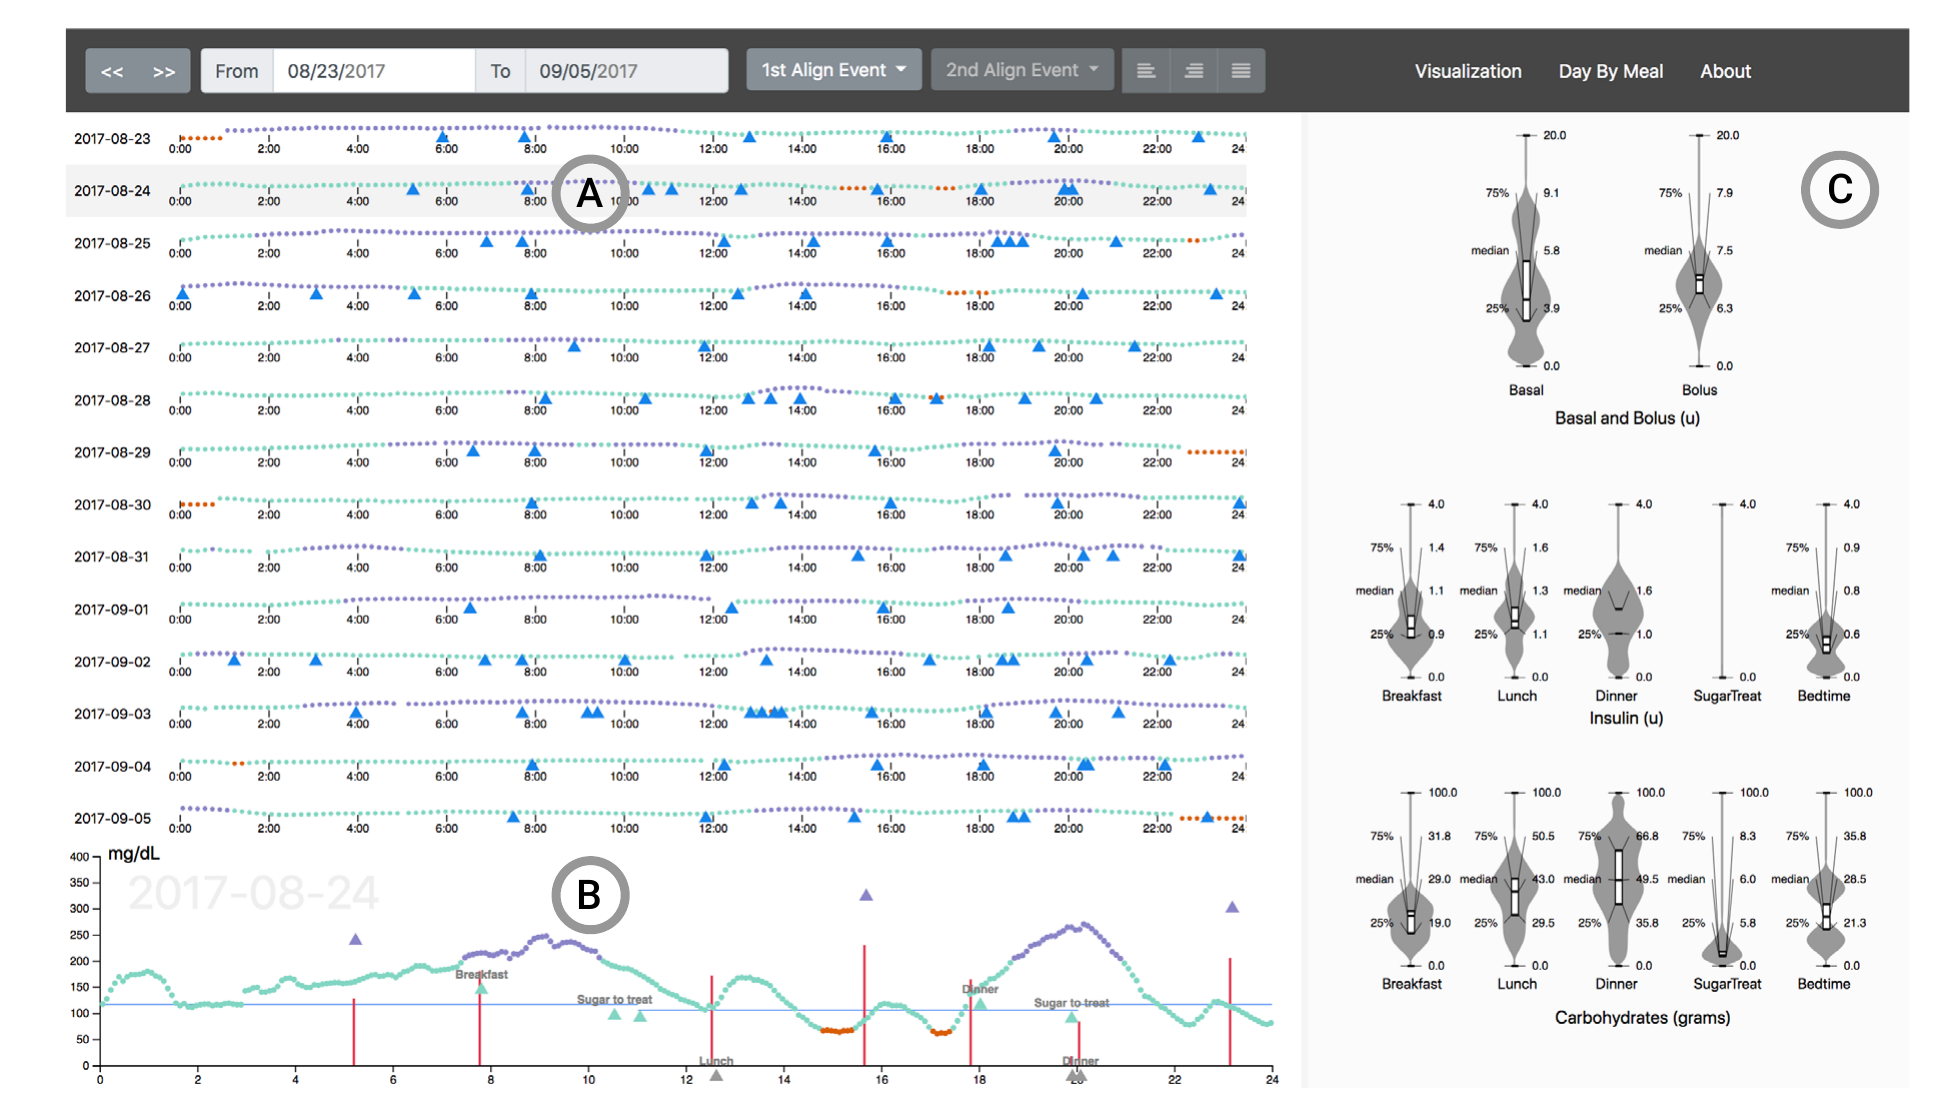 << >> From 08/23/2017 To 09/05/2017 1st Align Event 2nd Align Event Visualization Day By Meal About
2017-08-23
0:00 2:00 4:00 6:00 8:00 10:00 12:00 14:00 16:00 18:00 20:00 22:00 24
2017-08-24
0:00 2:00 4:00 6:00 8:00 10:00 12:00 14:00 16:00 18:00 20:00 22:00 24
2017-08-25
0:00 2:00 4:00 6:00 8:00 10:00 12:00 14:00 16:00 18:00 20:00 22:00 24
2017-08-26
0:00 2:00 4:00 6:00 8:00 10:00 12:00 14:00 16:00 18:00 20:00 22:00 24
2017-08-27
0:00 2:00 4:00 6:00 8:00 10:00 12:00 14:00 16:00 18:00 20:00 22:00 24
2017-08-28
0:00 2:00 4:00 6:00 8:00 10:00 12:00 14:00 16:00 18:00 20:00 22:00 24
2017-08-29
0:00 2:00 4:00 6:00 8:00 10:00 12:00 14:00 16:00 18:00 20:00 22:00 24
2017-08-30
0:00 2:00 4:00 6:00 8:00 10:00 12:00 14:00 16:00 18:00 20:00 22:00 24
2017-08-31
0:00 2:00 4:00 6:00 8:00 10:00 12:00 14:00 16:00 18:00 20:00 22:00 24
2017-09-01
0:00 2:00 4:00 6:00 8:00 10:00 12:00 14:00 16:00 18:00 20:00 22:00 24
2017-09-02
0:00 2:00 4:00 6:00 8:00 10:00 12:00 14:00 16:00 18:00 20:00 22:00 24
2017-09-03
0:00 2:00 4:00 6:00 8:00 10:00 12:00 14:00 16:00 18:00 20:00 22:00 24
2017-09-04
0:00 2:00 4:00 6:00 8:00 10:00 12:00 14:00 16:00 18:00 20:00 22:00 24
2017-09-05
0:00 2:00 4:00 6:00 8:00 10:00 12:00 14:00 16:00 18:00 20:00 22:00 24
A
mg/dL
2017-08-24
B
400
350
300
250
200
150
100
50
0
Breakfast
Sugar to treat
Lunch
Dinner
Sugar to treat
Dinner
0 2 4 6 8 10 12 14 16 18 20 22 24
C
20.0 20.0
75% 9.1 75% 7.9
median 5.8 median 7.5
25% 3.9 25% 6.3
0.0 0.0
Basal Bolus
Basal and Bolus (u)
4.0 4.0 4.0 4.0 4.0
75% 1.4 75% 1.6 75% 0.9
median 1.1 median 1.3 median 1.6 median 0.8
25% 0.9 25% 1.1 25% 1.0 25% 0.6
0.0 0.0 0.0 0.0 0.0
Breakfast Lunch Dinner SugarTreat Bedtime
Insulin (u)
100.0 100.0 100.0 100.0 100.0
75% 31.8 75% 50.5 75% 66.8 75% 8.3 75% 35.8
median 29.0 median 43.0 median 49.5 median 6.0 median 28.5
25% 19.0 25% 29.5 25% 35.8 25% 5.8 25% 21.3
0.0 0.0 0.0 0.0 0.0
Breakfast Lunch Dinner SugarTreat Bedtime
Carbohydrates (grams)